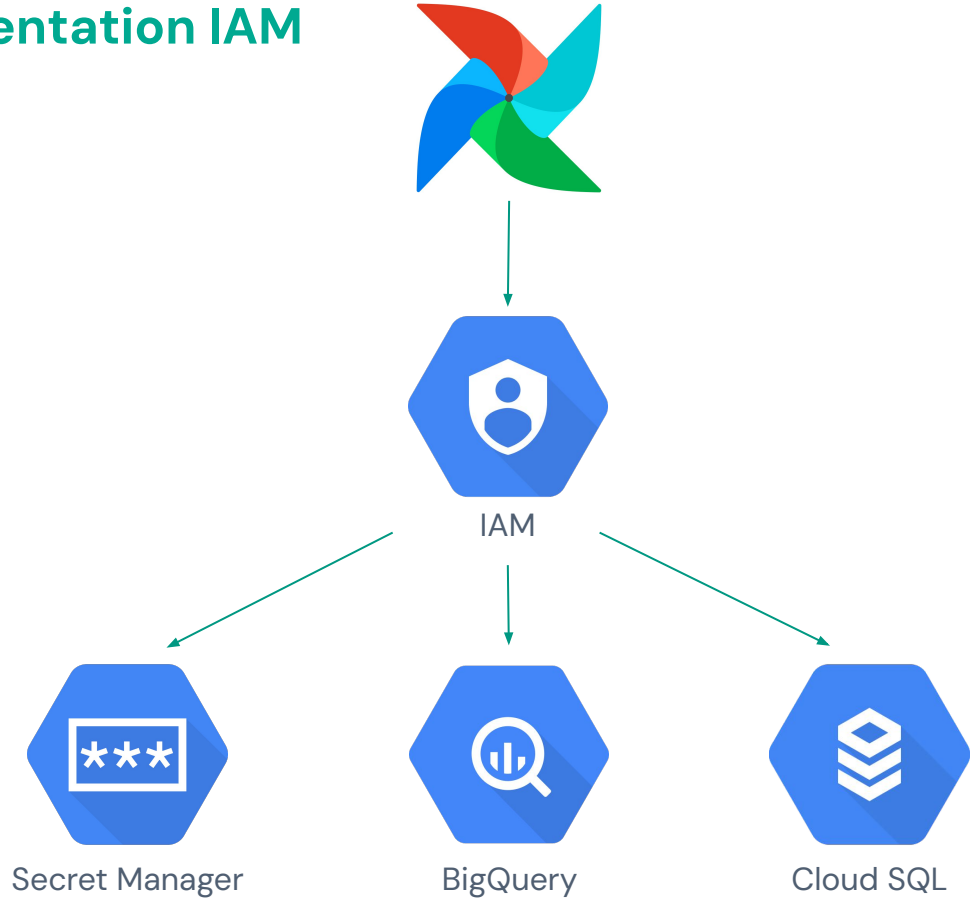 entation IAM
IAM
***
Secret Manager
BigQuery
Cloud SQL